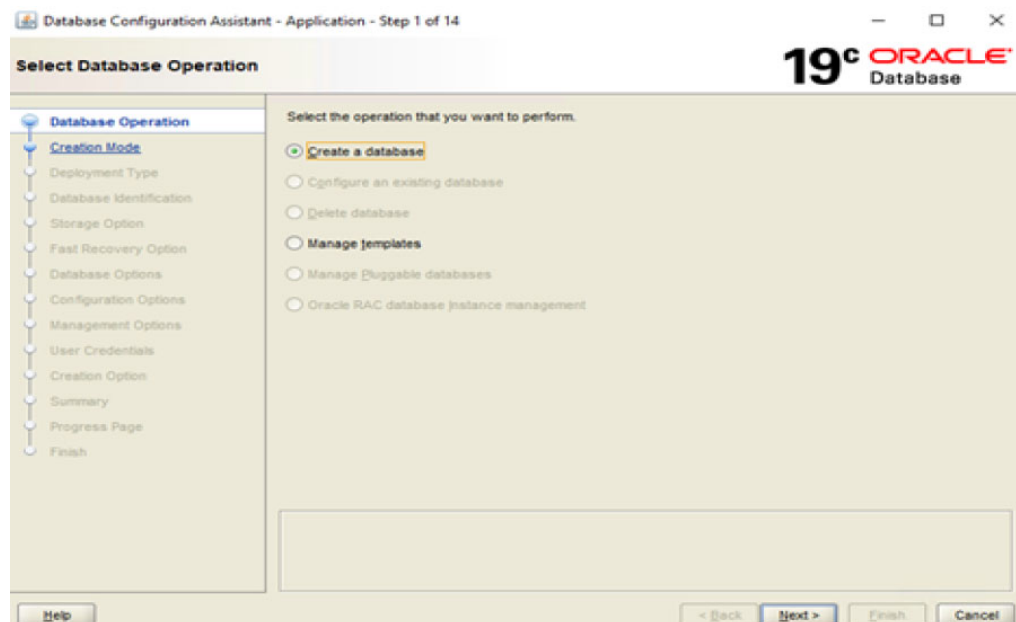 Database Configuration Assistant - Application - Step 1 of 14
Select Database Operation
19c ORACLE
Database
Database Operation
Creation Mode
Deployment Type
Database Identification
Storage Option
Fast Recovery Option
Database Options
Configuration Options
Management Options
User Credentials
Creation Option
Summary
Progress Page
Finish
Select the operation that you want to perform.
Create a database
Configure an existing database
Delete database
Manage templates
Manage Pluggable databases
Oracle RAC database Instance management
Help
< Back
Next >
Finish
Cancel